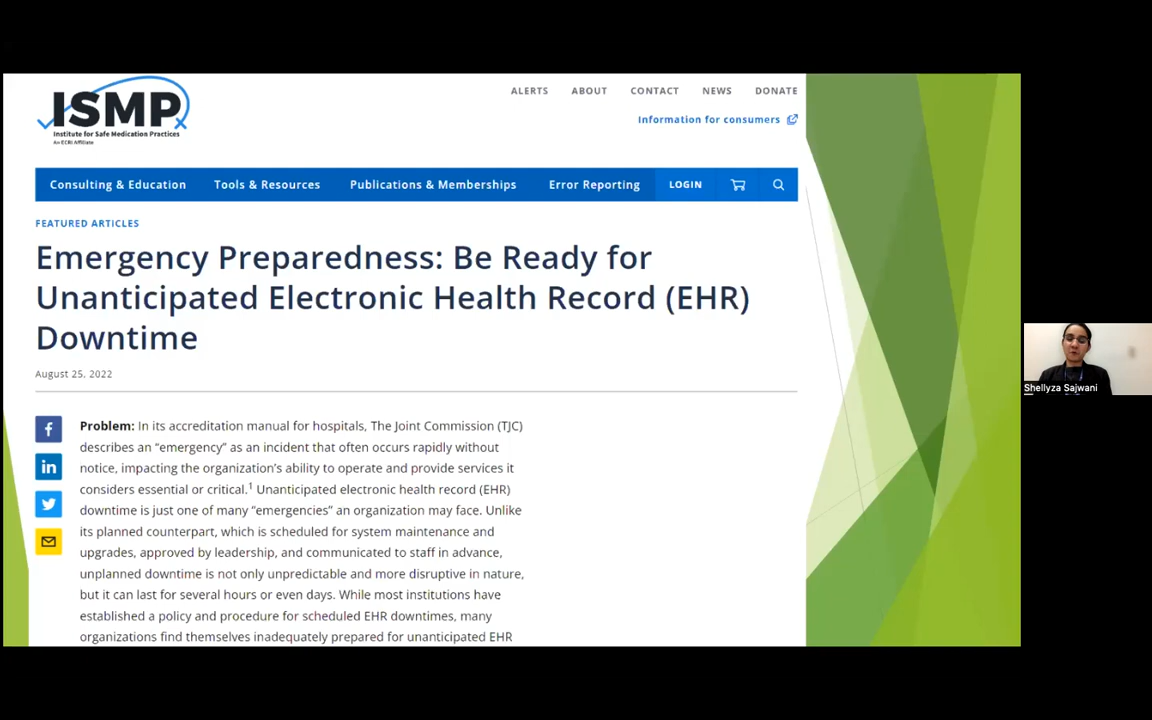 ISMP
Institute for Safe Medication Practices
An ECRI Affiliate
ALERTS ABOUT CONTACT NEWS DONATE
Information for consumers
Consulting & Education Tools & Resources Publications & Memberships Error Reporting LOGIN
FEATURED ARTICLES
Emergency Preparedness: Be Ready for
Unanticipated Electronic Health Record (EHR)
Downtime
August 25, 2022
Problem: In its accreditation manual for hospitals, The Joint Commission (TJC)
describes an “emergency” as an incident that often occurs rapidly without
notice, impacting the organization’s ability to operate and provide services it
considers essential or critical.1 Unanticipated electronic health record (EHR)
downtime is just one of many “emergencies” an organization may face. Unlike
its planned counterpart, which is scheduled for system maintenance and
upgrades, approved by leadership, and communicated to staff in advance,
unplanned downtime is not only unpredictable and more disruptive in nature,
but it can last for several hours or even days. While most institutions have
established a policy and procedure for scheduled EHR downtimes, many
organizations find themselves inadequately prepared for unanticipated EHR
Shellyza Sajwani